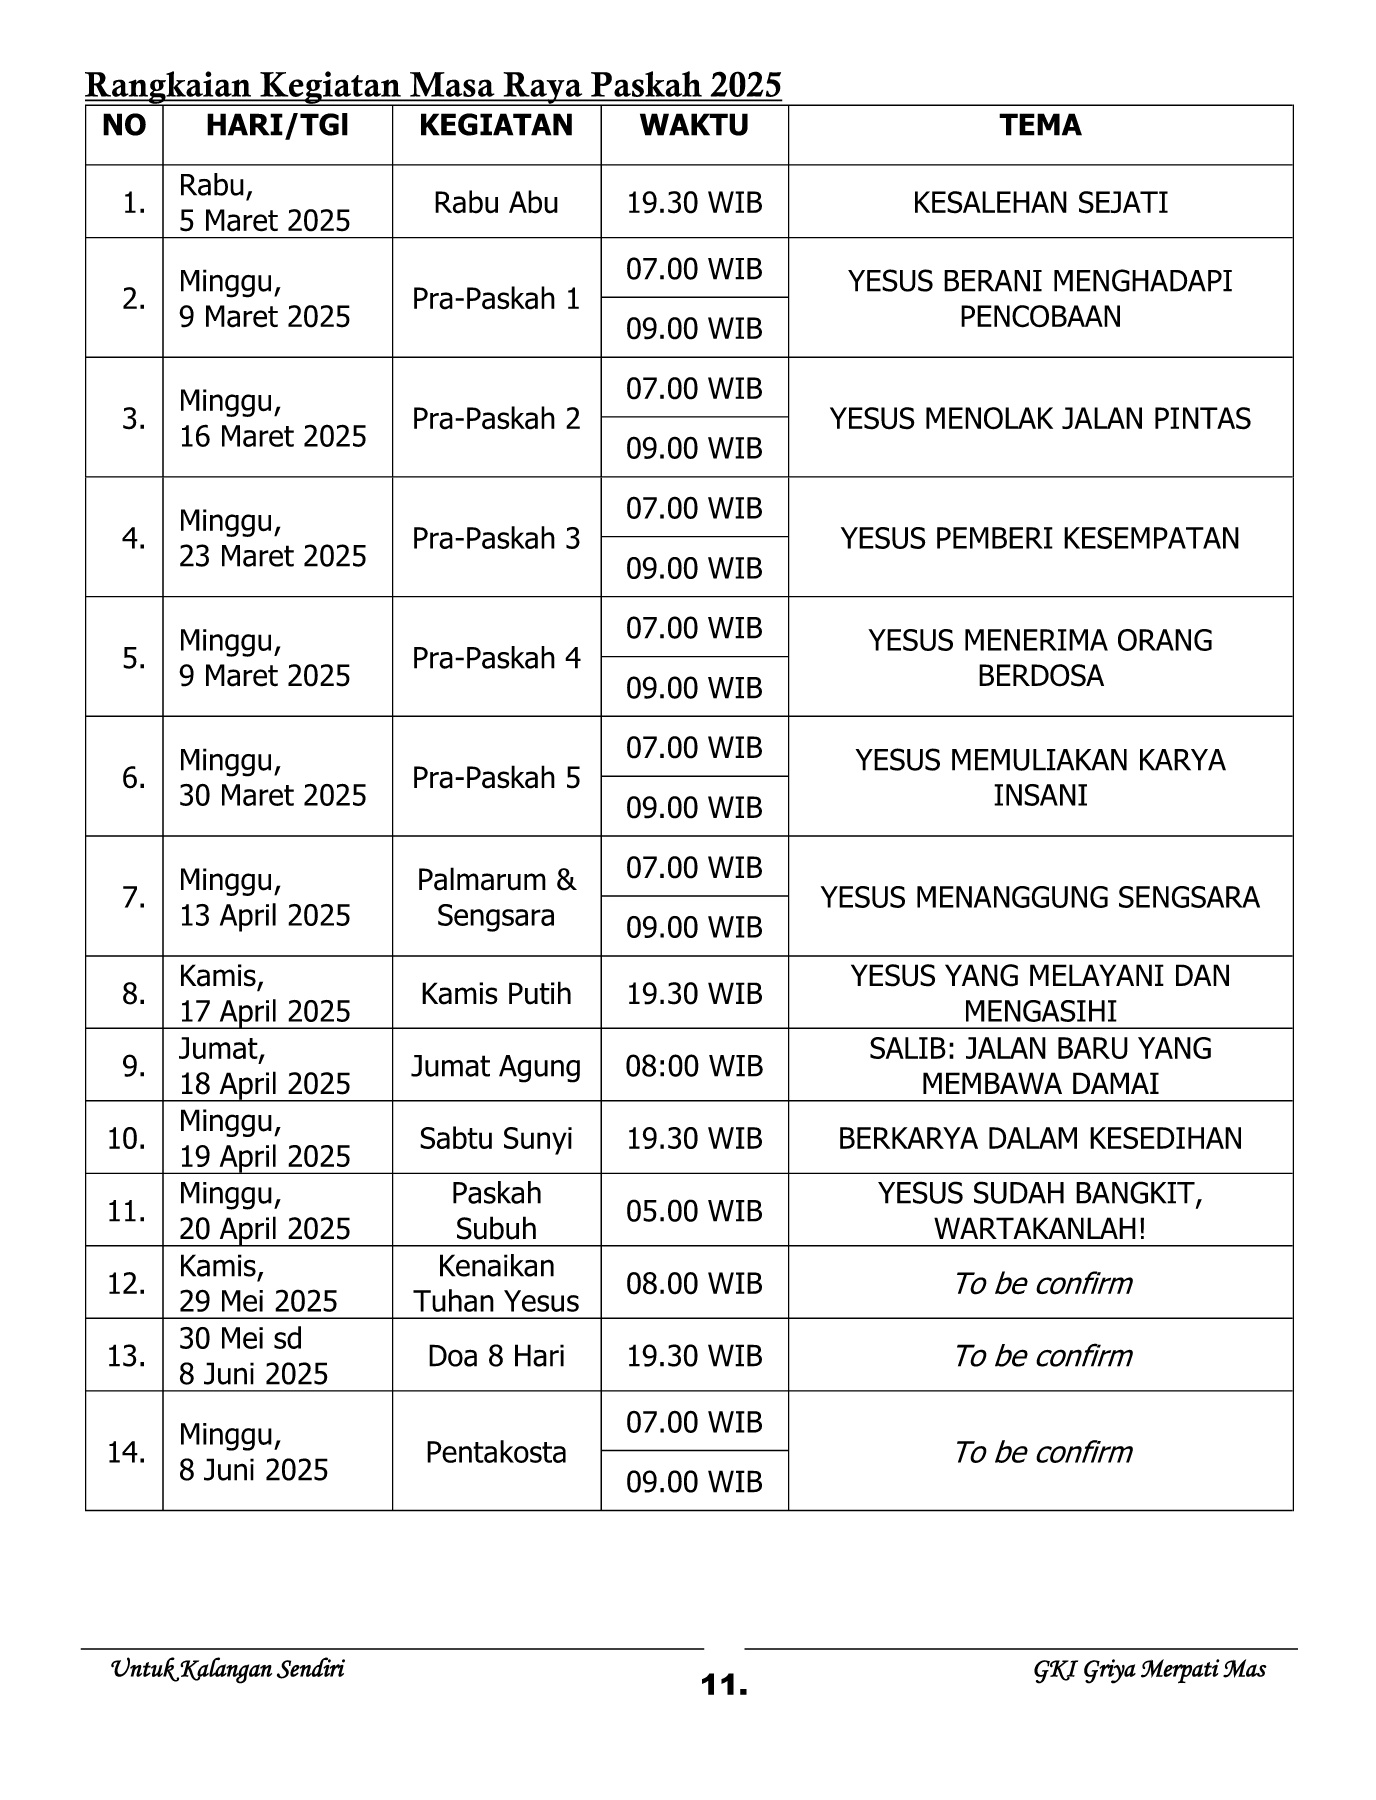 Rangkaian Kegiatan Masa Raya Paskah 2025
NO HARI/TGl KEGIATAN WAKTU TEMA
1. Rabu, 5 Maret 2025 Rabu Abu 19.30 WIB KESALEHAN SEJATI
2. Minggu, 9 Maret 2025 Pra-Paskah 1 07.00 WIB 09.00 WIB YESUS BERANI MENGHADAPI PENCOBAAN
3. Minggu, 16 Maret 2025 Pra-Paskah 2 07.00 WIB 09.00 WIB YESUS MENOLAK JALAN PINTAS
4. Minggu, 23 Maret 2025 Pra-Paskah 3 07.00 WIB 09.00 WIB YESUS PEMBERI KESEMPATAN
5. Minggu, 9 Maret 2025 Pra-Paskah 4 07.00 WIB 09.00 WIB YESUS MENERIMA ORANG BERDOSA
6. Minggu, 30 Maret 2025 Pra-Paskah 5 07.00 WIB 09.00 WIB YESUS MEMULIAKAN KARYA INSANI
7. Minggu, 13 April 2025 Palmarum & Sengsara 07.00 WIB 09.00 WIB YESUS MENANGGUNG SENGSARA
8. Kamis, 17 April 2025 Kamis Putih 19.30 WIB YESUS YANG MELAYANI DAN MENGASIHI
9. Jumat, 18 April 2025 Jumat Agung 08:00 WIB SALIB: JALAN BARU YANG MEMBAWA DAMAI
10. Minggu, 19 April 2025 Sabtu Sunyi 19.30 WIB BERKARYA DALAM KESEDIHAN
11. Minggu, 20 April 2025 Paskah Subuh 05.00 WIB YESUS SUDAH BANGKIT, WARTAKANLAH!
12. Kamis, 29 Mei 2025 Kenaikan Tuhan Yesus 08.00 WIB To be confirm
13. 30 Mei sd 8 Juni 2025 Doa 8 Hari 19.30 WIB To be confirm
14. Minggu, 8 Juni 2025 Pentakosta 07.00 WIB 09.00 WIB To be confirm
Untuk Kalangan Sendiri
11.
GKI Griya Merpati Mas